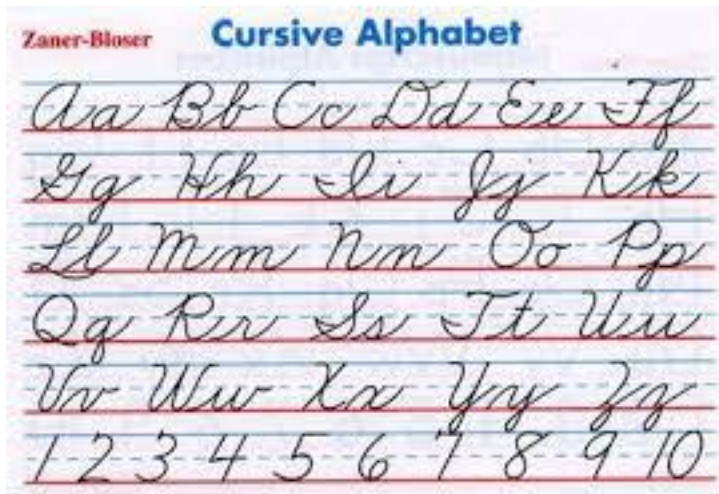 Zaner-Bloser Cursive Alphabet
Aa Bb Cc Dd Ee Ff
Gg Hh Ii Jj Kk
Ll Mm Nn Oo Pp
Qq Rr Ss Tt Uu
Vv Ww Xx Yy Zz
1 2 3 4 5 6 7 8 9 10